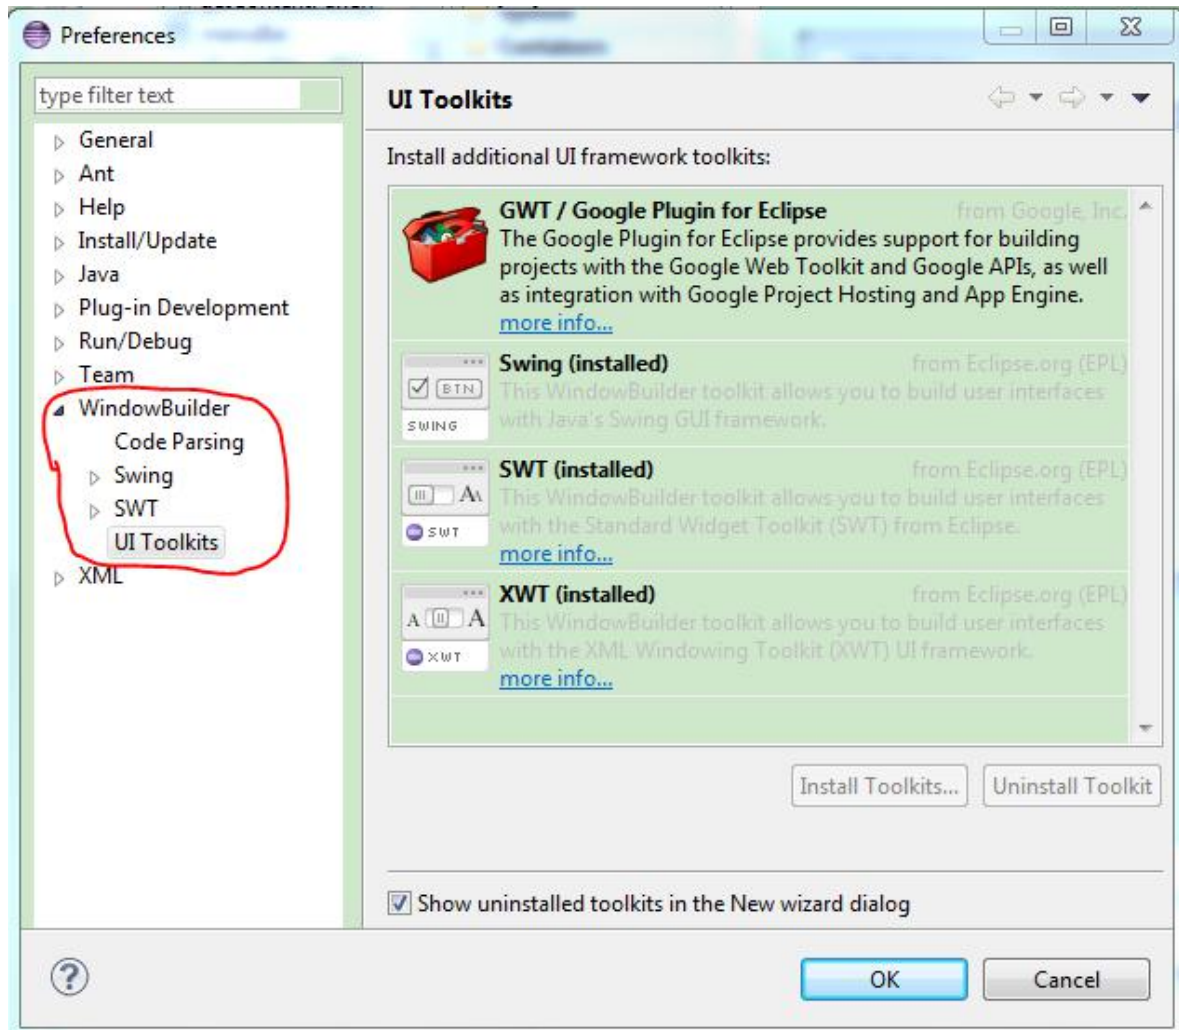 Preferences
type filter text
General
Ant
Help
Install/Update
Java
Plug-in Development
Run/Debug
Team
WindowBuilder
Code Parsing
Swing
SWT
UI Toolkits
XML
UI Toolkits
Install additional UI framework toolkits:
GWT / Google Plugin for Eclipse from Google, Inc.
The Google Plugin for Eclipse provides support for building
projects with the Google Web Toolkit and Google APIs, as well
as integration with Google Project Hosting and App Engine.
more info...
BTN
SWING
Swing (installed) from Eclipse.org (EPL)
This WindowBuilder toolkit allows you to build user interfaces
with Java's Swing GUI framework.
SWT
SWT (installed) from Eclipse.org (EPL)
This WindowBuilder toolkit allows you to build user interfaces
with the Standard Widget Toolkit (SWT) from Eclipse.
more info...
A A
XWT
XWT (installed) from Eclipse.org (EPL)
This WindowBuilder toolkit allows you to build user interfaces
with the XML Windowing Toolkit (XWT) UI framework.
more info...
Install Toolkits... Uninstall Toolkit
Show uninstalled toolkits in the New wizard dialog
OK Cancel